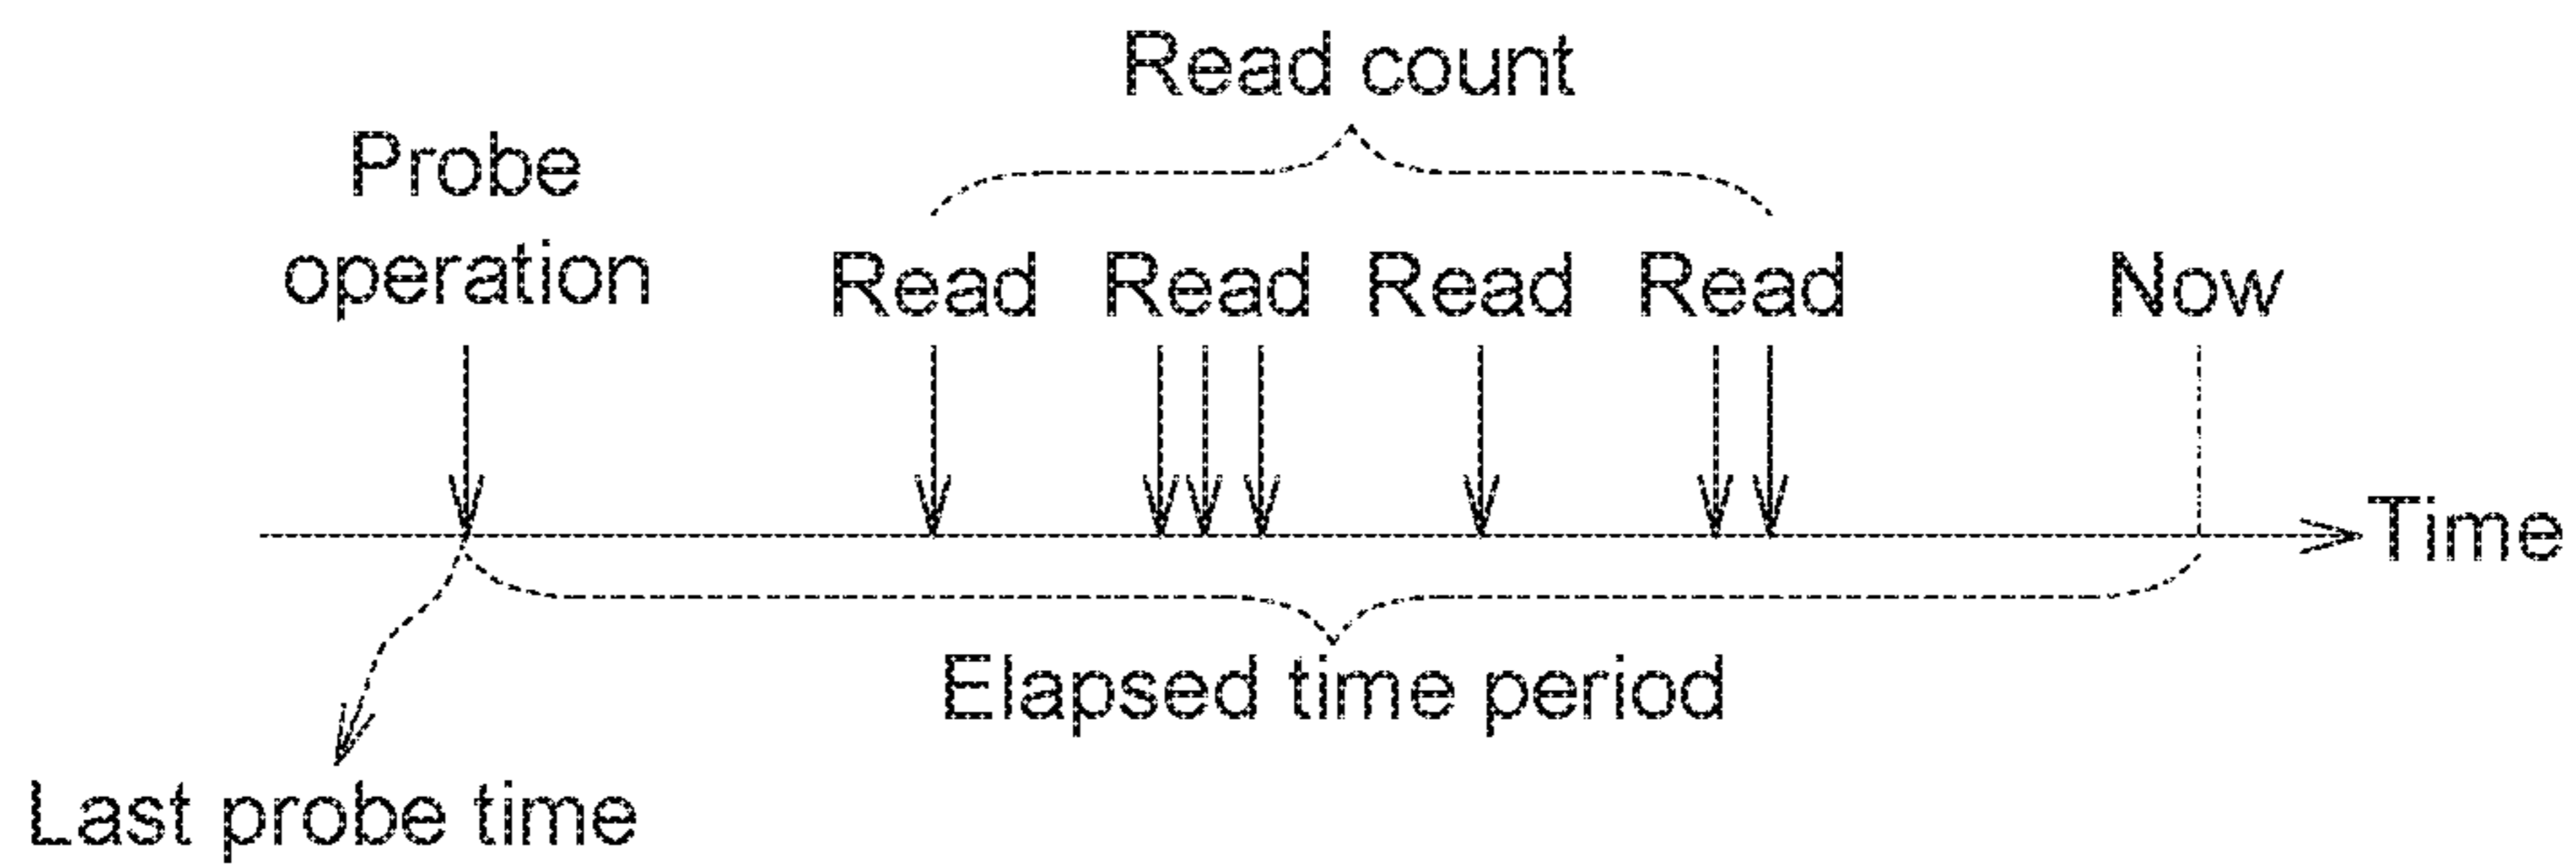 Read count
Probe
operation
Read
Read
Read
Read
Now
Time
Elapsed time period
Last probe time